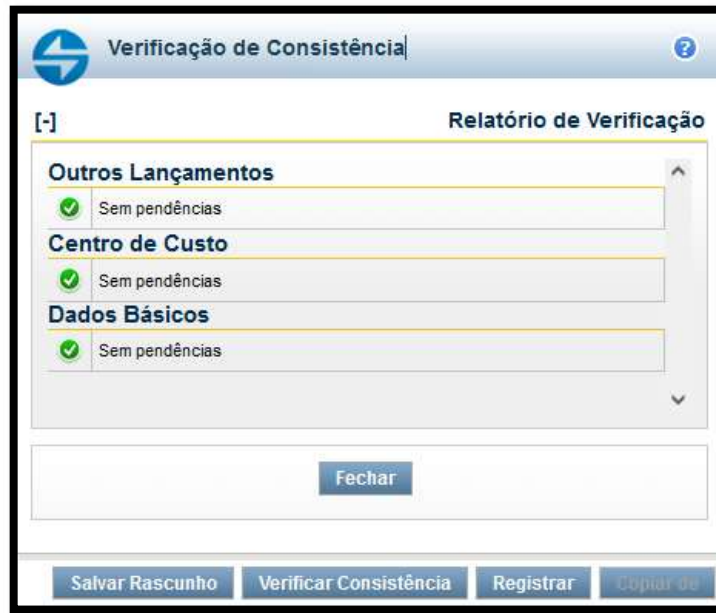 Verificação de Consistência
?
[-] Relatório de Verificação
Outros Lançamentos
Sem pendências
Centro de Custo
Sem pendências
Dados Básicos
Sem pendências
Fechar
Salvar Rascunho Verificar Consistência Registrar Copiar de